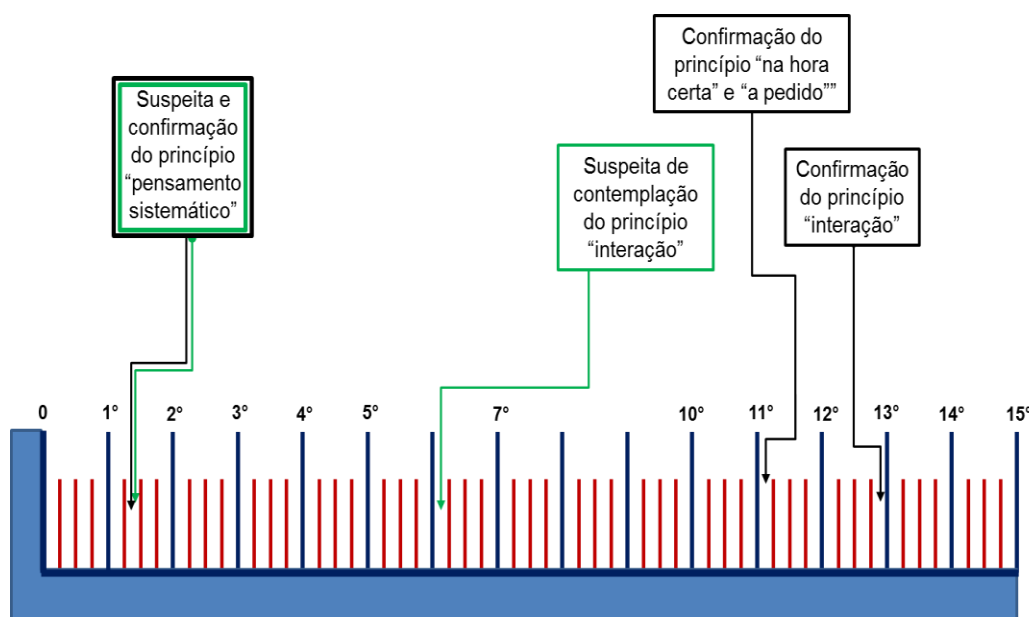 Suspeita e
confirmação
do princípio
“pensamento
sistemático”
Suspeita de
contemplação
do princípio
“interação”
Confirmação do
princípio “na hora
certa” e “a pedido””
Confirmação
do princípio
“interação”
0 1° 2° 3° 4° 5° 7° 10° 11° 12° 13° 14° 15°